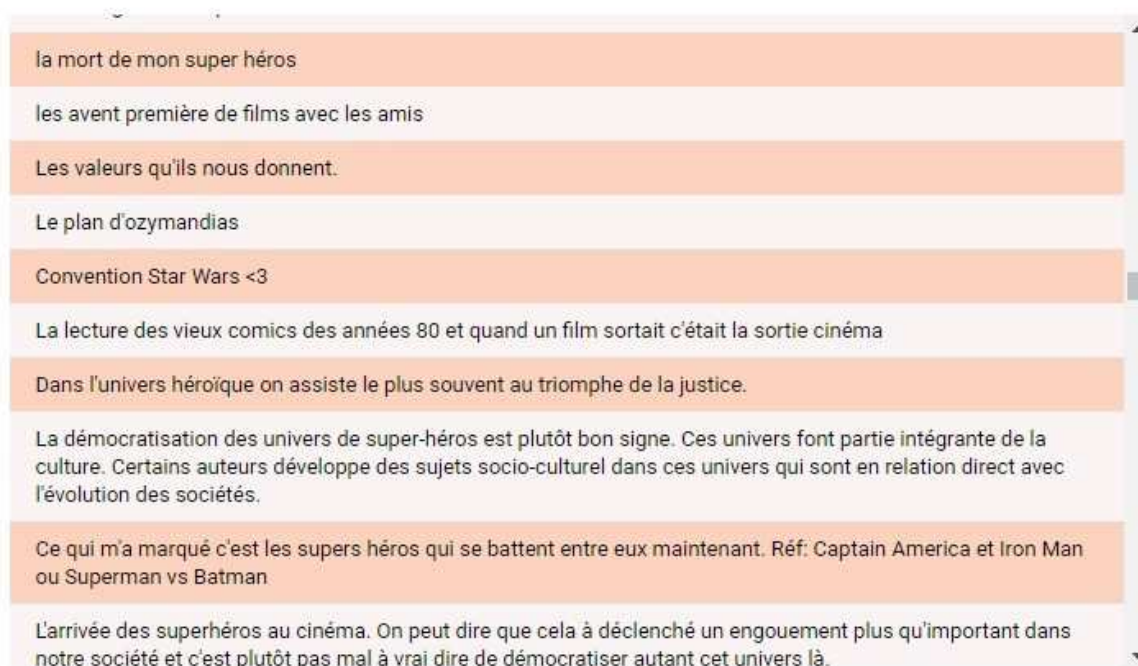 la mort de mon super héros
les avent première de films avec les amis
Les valeurs qu'ils nous donnent.
Le plan d'ozymandias
Convention Star Wars <3
La lecture des vieux comics des années 80 et quand un film sortait c'était la sortie cinéma
Dans l'univers héroïque on assiste le plus souvent au triomphe de la justice.
La démocratisation des univers de super-héros est plutôt bon signe. Ces univers font partie intégrante de la
culture. Certains auteurs développe des sujets socio-culturel dans ces univers qui sont en relation direct avec
l'évolution des sociétés.
Ce qui m'a marqué c'est les supers héros qui se battent entre eux maintenant. Réf: Captain America et Iron Man
ou Superman vs Batman
L'arrivée des superhéros au cinéma. On peut dire que cela à déclenché un engouement plus qu'important dans
notre société et c'est plutôt pas mal à vrai dire de démocratiser autant cet univers là.